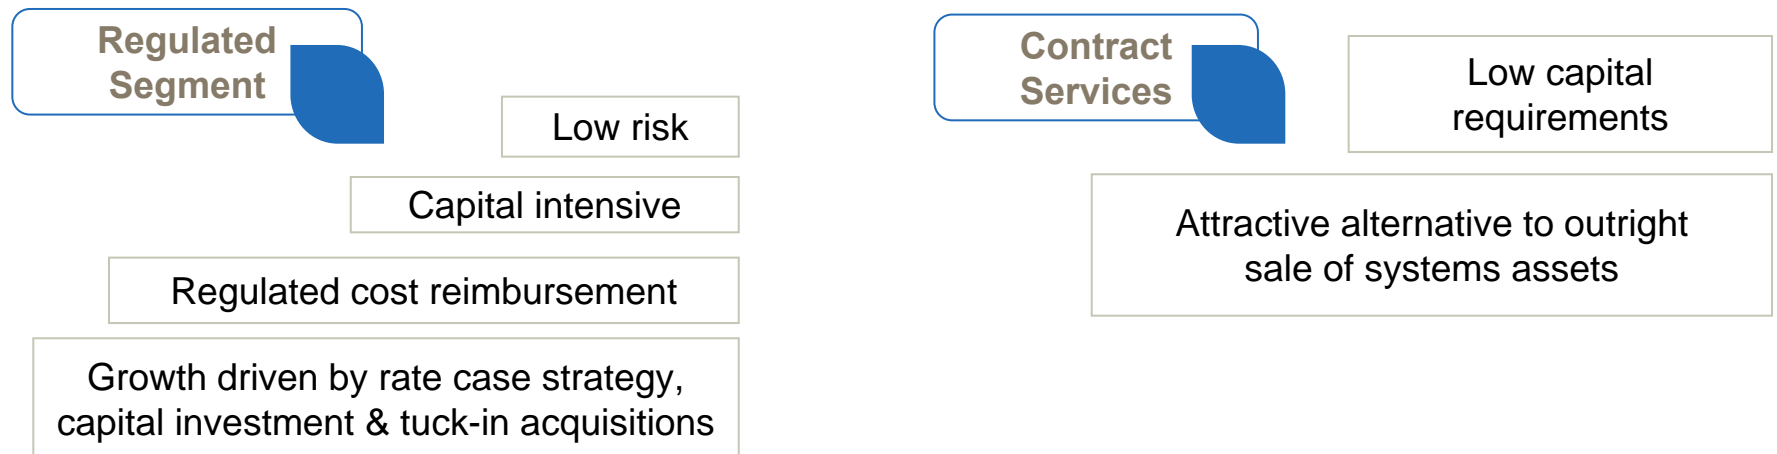 Regulated
Segment
Low risk
Capital intensive
Regulated cost reimbursement
Growth driven by rate case strategy,
capital investment & tuck-in acquisitions
Contract
Services
Low capital
requirements
Attractive alternative to outright
sale of systems assets